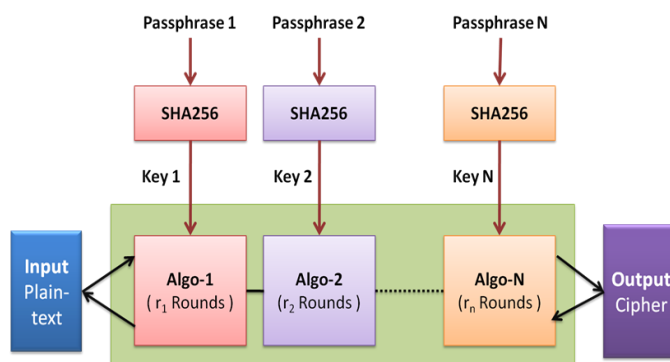 Passphrase 1 Passphrase 2 Passphrase N
SHA256 SHA256 SHA256
Key 1 Key 2 Key N
Input
Plain-
text
Algo-1
( r₁ Rounds )
Algo-2
( r₂ Rounds )
Algo-N
(rₙ Rounds )
Output
Cipher